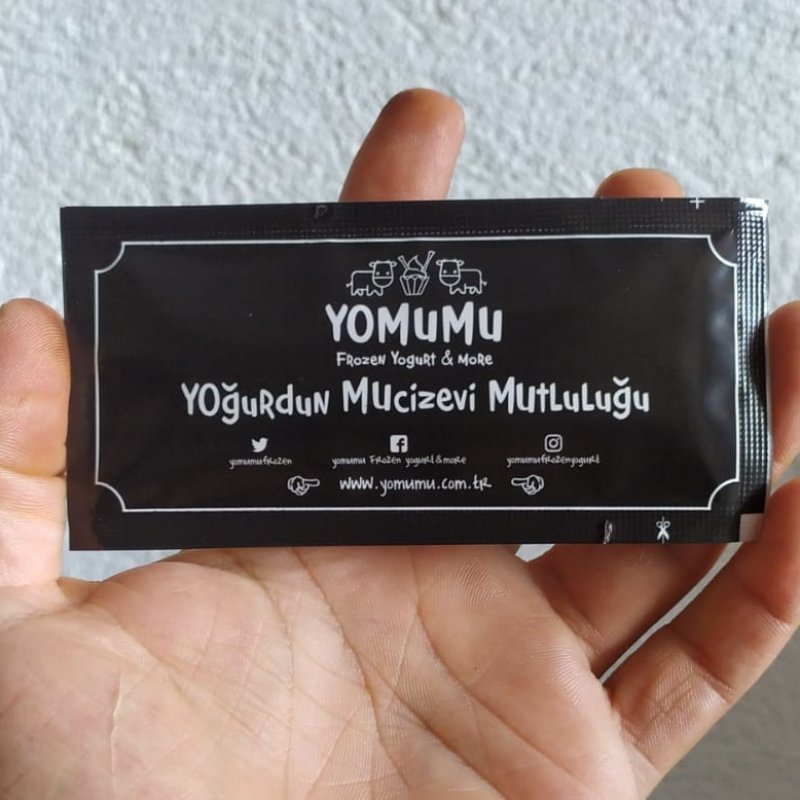 YOMUMU
FROZEN YOGURT & MORE
YOğuRduN MUcizevi MUTLuLuğu
yomumufrozen yomumu FRozen yogurt&more yomumufrozenyogurt
www.yomumu.com.tr